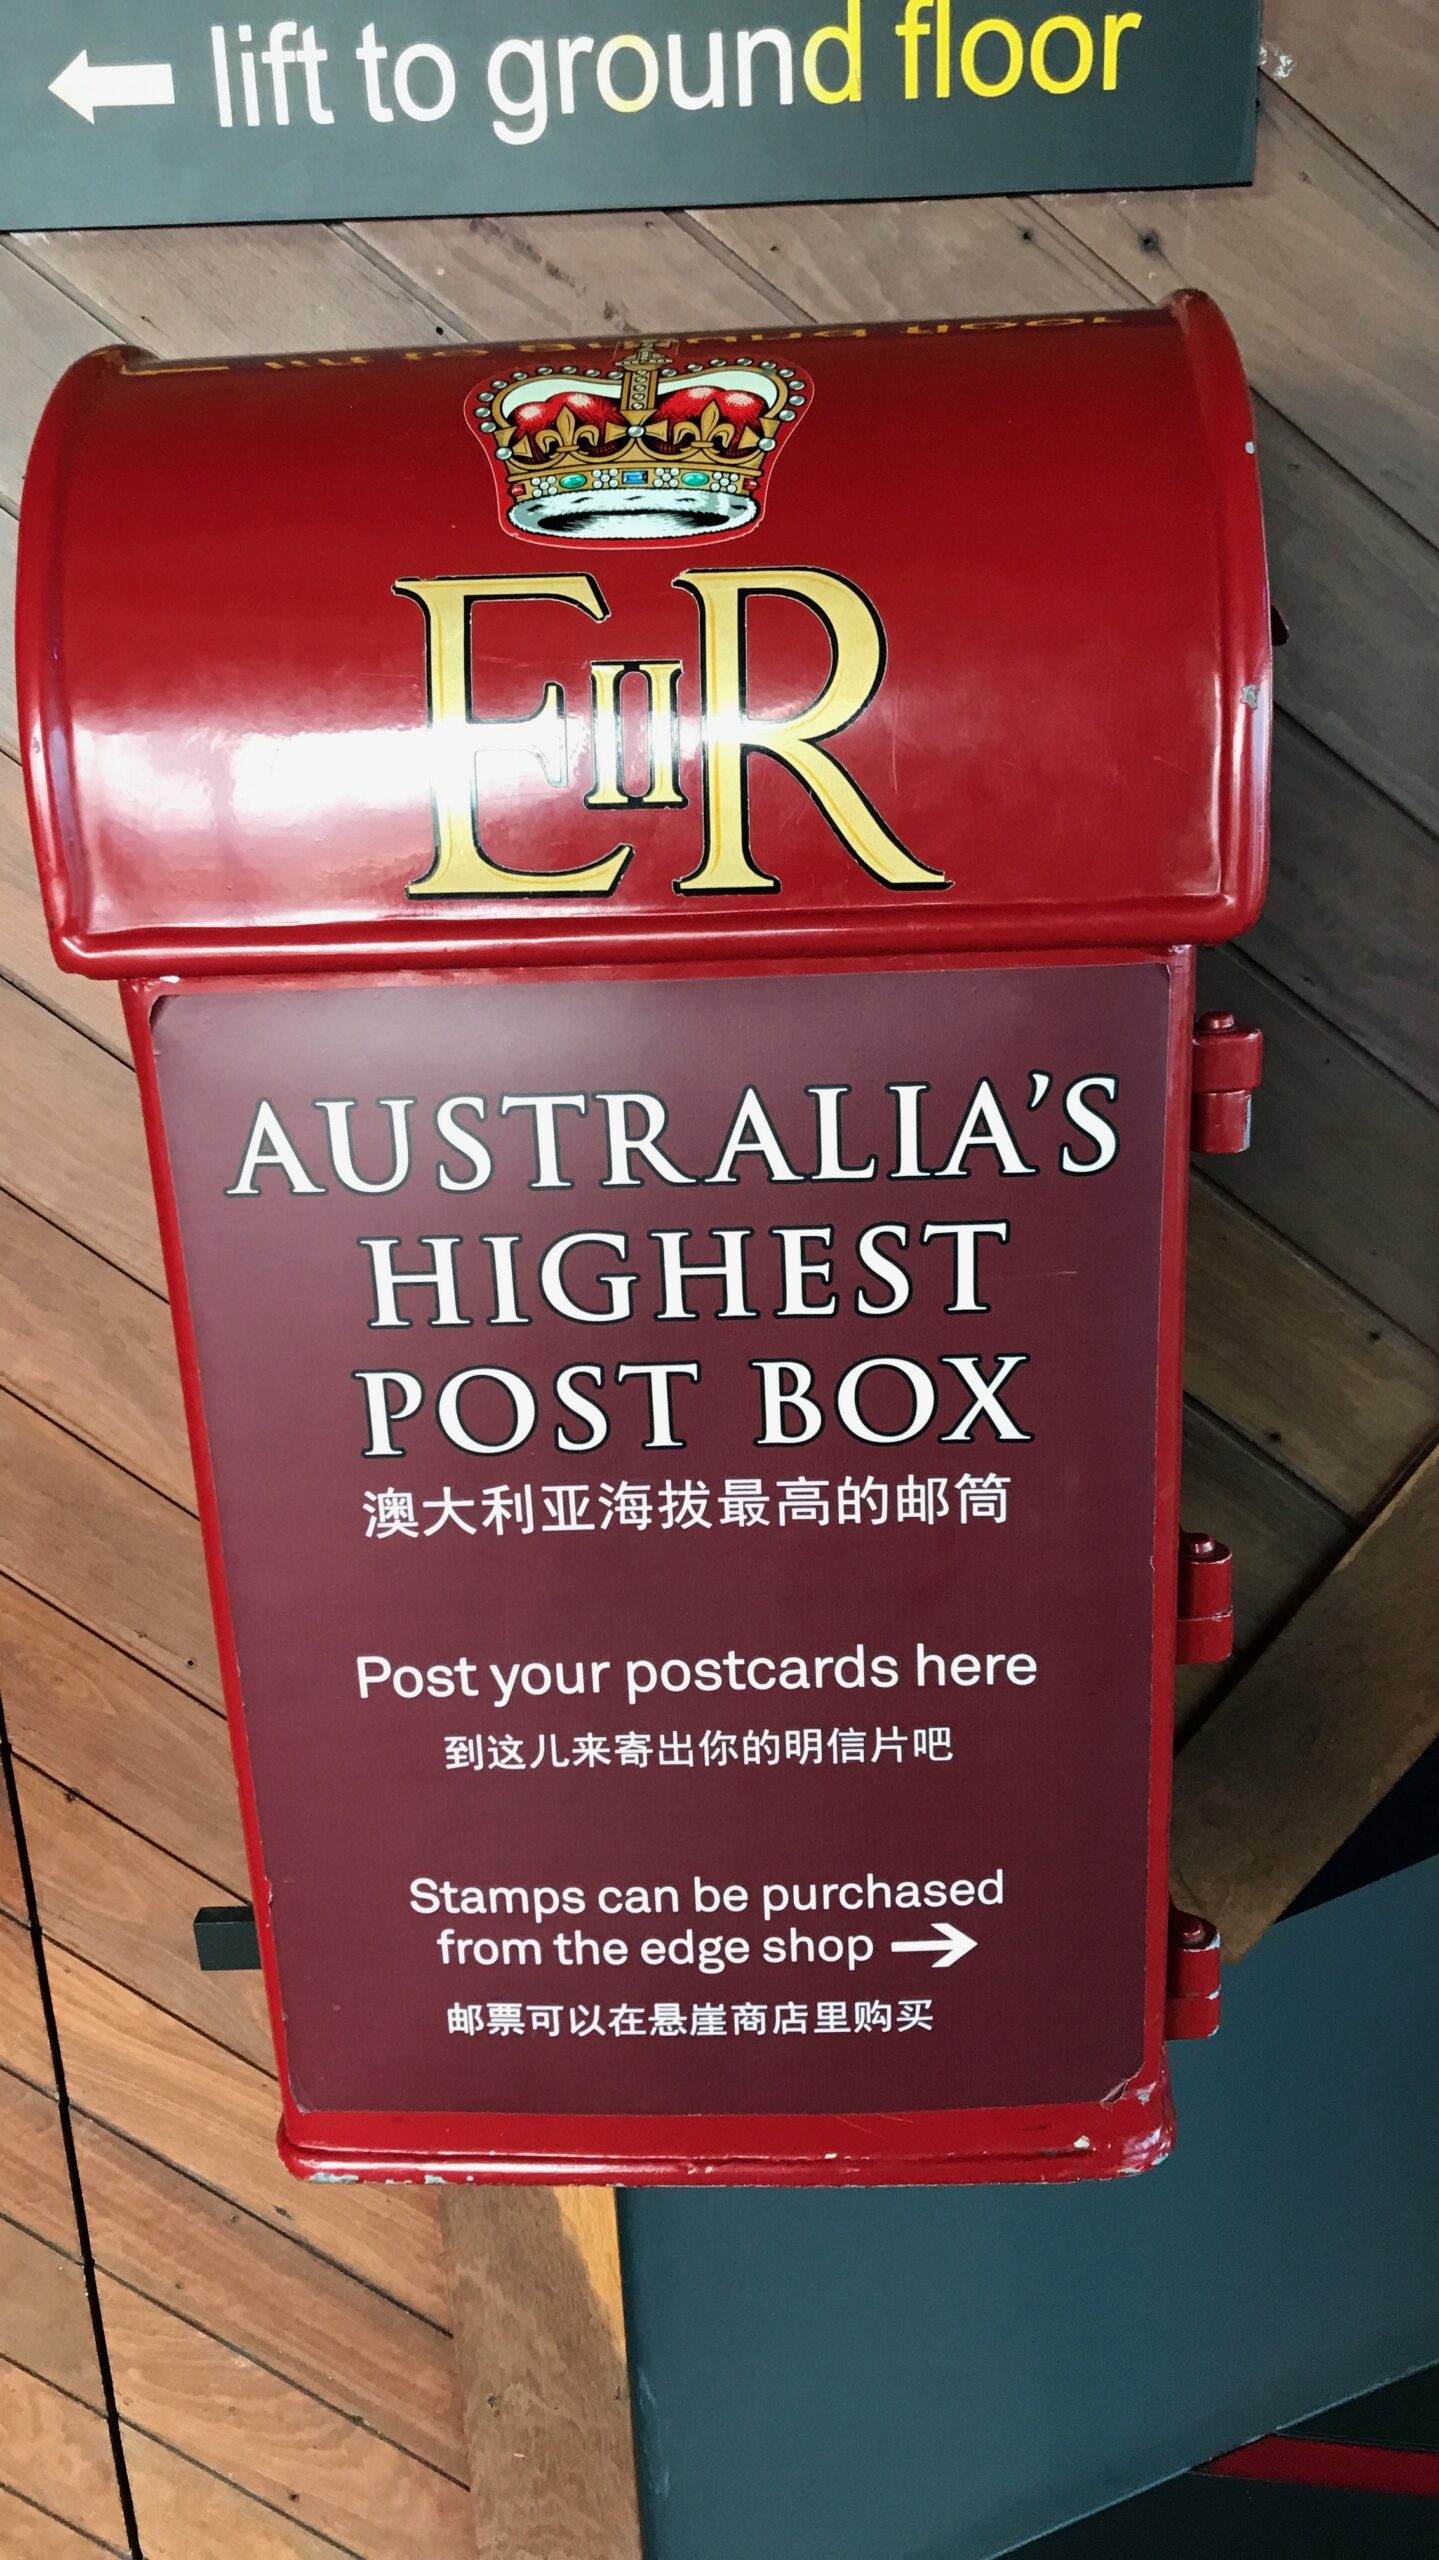 ← lift to ground floor
EIIR
AUSTRALIA'S
HIGHEST
POST BOX
澳大利亚海拔最高的邮筒
Post your postcards here
到这儿来寄出你的明信片吧
Stamps can be purchased
from the edge shop →
邮票可以在悬崖商店里购买